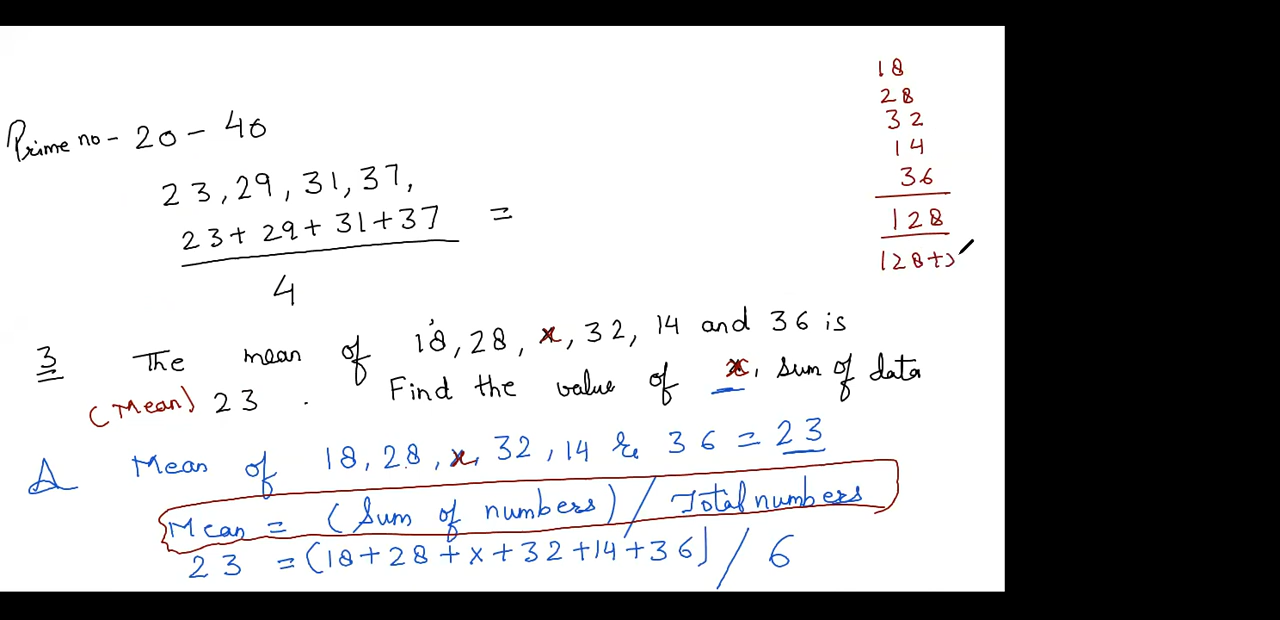 Prime no - 20 - 40
23, 29, 31, 37,
23 + 29 + 31 + 37 =
4
18
28
32
14
36
128
128+x
3 The mean of 18, 28, x, 32, 14 and 36 is
(Mean) 23 . Find the value of x, sum of data
A Mean of 18, 28, x, 32, 14 & 36 = 23
Mean = (Sum of numbers) / Total numbers
23 = (18+28+x+32+14+36) / 6